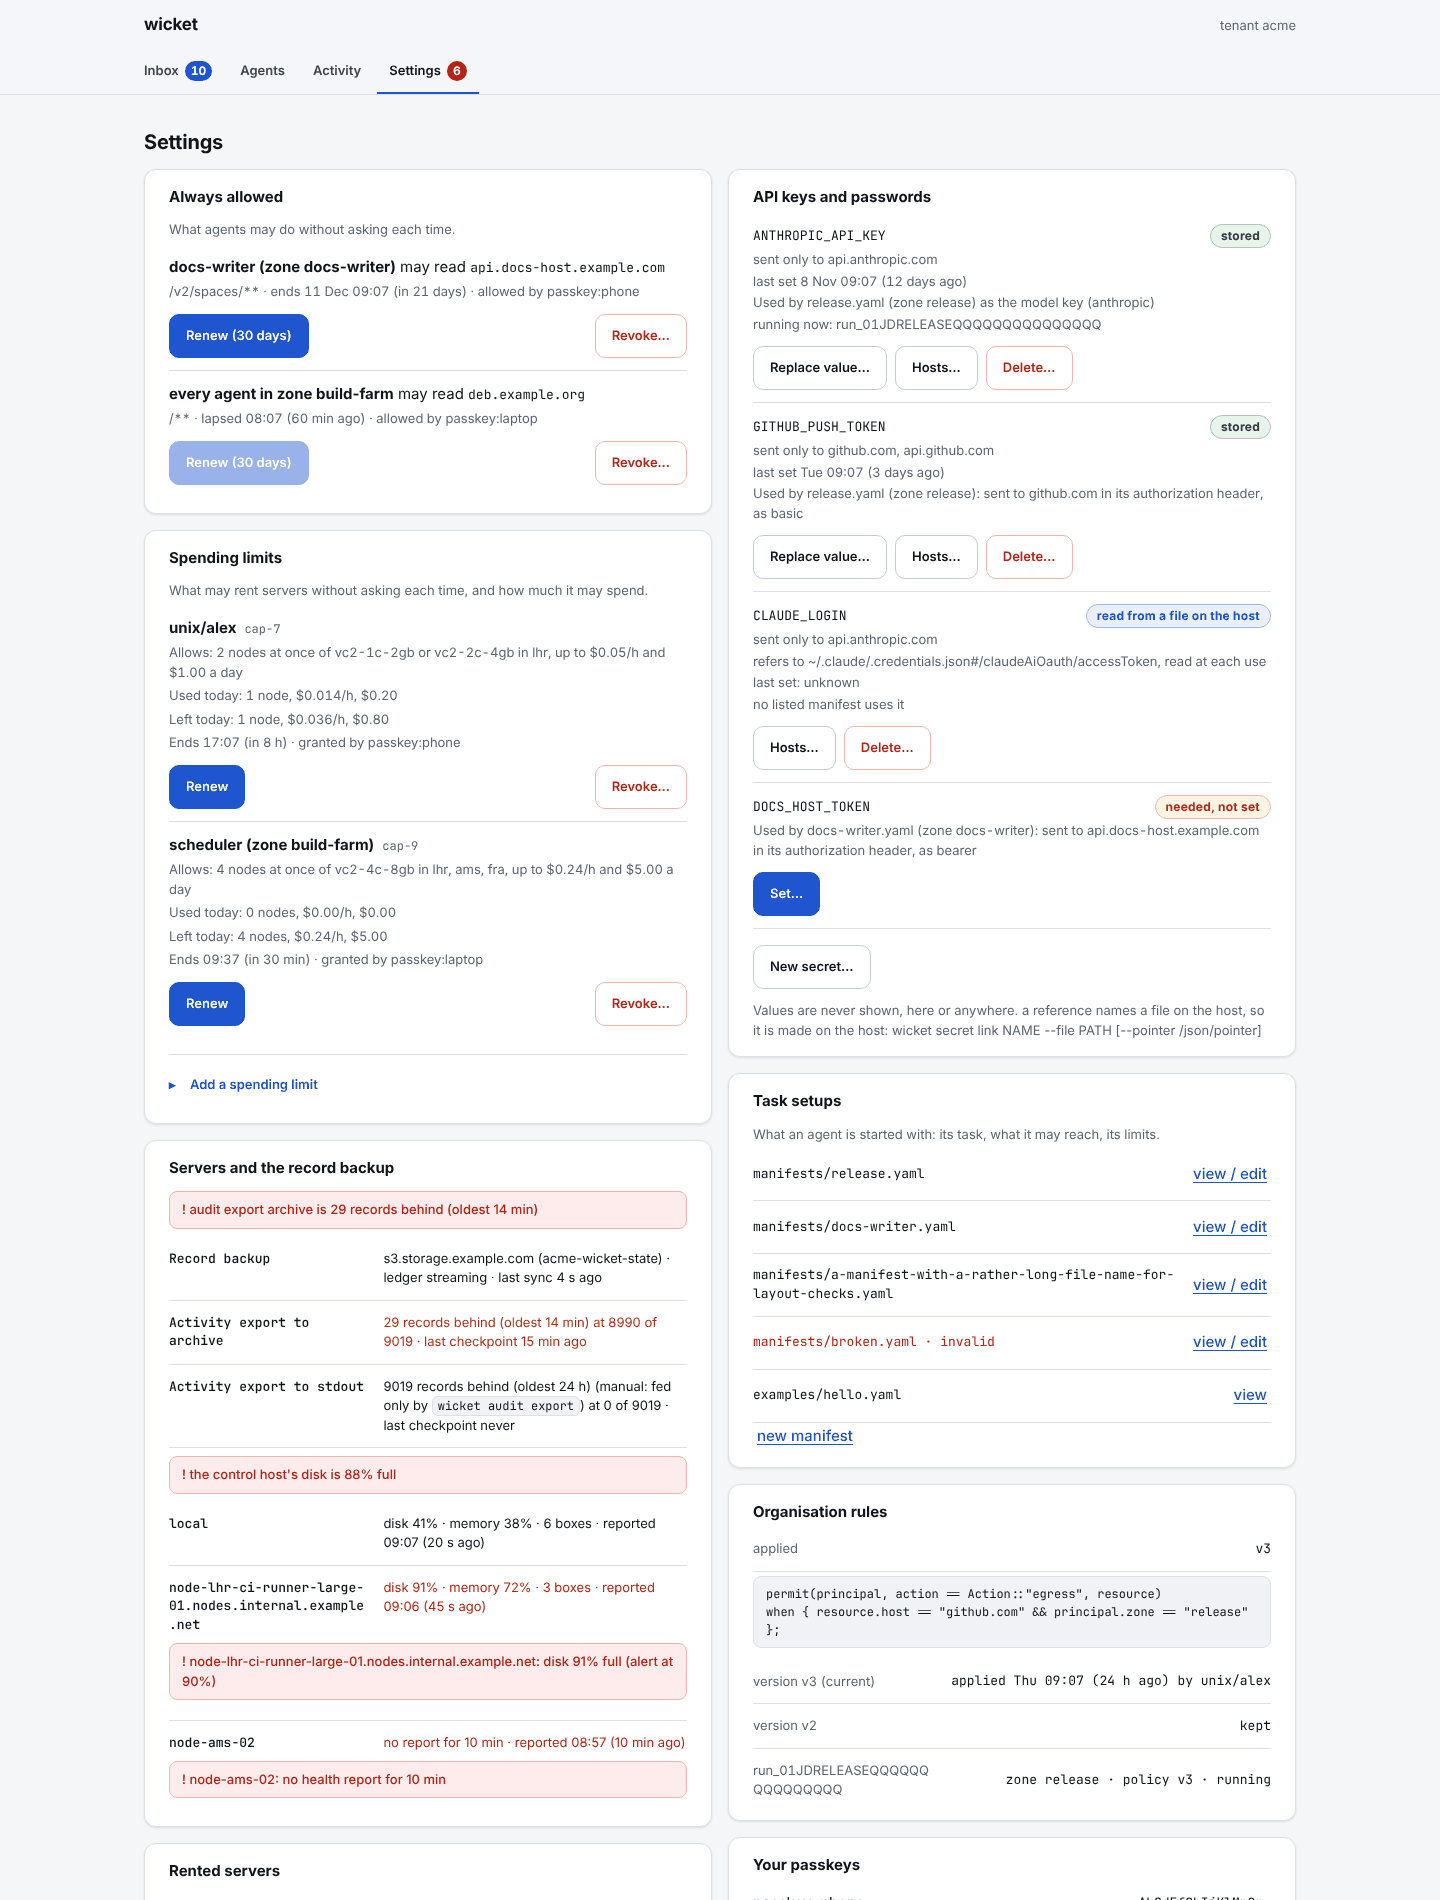 wicket
tenant acme
Inbox 10 Agents Activity Settings 6
Settings
Always allowed
What agents may do without asking each time.
docs-writer (zone docs-writer) may read api.docs-host.example.com
/v2/spaces/** · ends 11 Dec 09:07 (in 21 days) · allowed by passkey:phone
Renew (30 days) Revoke...
every agent in zone build-farm may read deb.example.org
/** · lapsed 08:07 (60 min ago) · allowed by passkey:laptop
Renew (30 days) Revoke...
Spending limits
What may rent servers without asking each time, and how much it may spend.
unix/alex cap-7
Allows: 2 nodes at once of vc2-1c-2gb or vc2-2c-4gb in lhr, up to $0.05/h and
$1.00 a day
Used today: 1 node, $0.014/h, $0.20
Left today: 1 node, $0.036/h, $0.80
Ends 17:07 (in 8 h) · granted by passkey:phone
Renew Revoke...
scheduler (zone build-farm) cap-9
Allows: 4 nodes at once of vc2-4c-8gb in lhr, ams, fra, up to $0.24/h and $5.00 a
day
Used today: 0 nodes, $0.00/h, $0.00
Left today: 4 nodes, $0.24/h, $5.00
Ends 09:37 (in 30 min) · granted by passkey:laptop
Renew Revoke...
▸ Add a spending limit
Servers and the record backup
! audit export archive is 29 records behind (oldest 14 min)
Record backup s3.storage.example.com (acme-wicket-state) ·
ledger streaming · last sync 4 s ago
Activity export to 29 records behind (oldest 14 min) at 8990 of
archive 9019 · last checkpoint 15 min ago
Activity export to stdout 9019 records behind (oldest 24 h) (manual: fed
only by wicket audit export) at 0 of 9019 ·
last checkpoint never
! the control host's disk is 88% full
local disk 41% · memory 38% · 6 boxes · reported
09:07 (20 s ago)
node-lhr-ci-runner-large- disk 91% · memory 72% · 3 boxes · reported
01.nodes.internal.example 09:06 (45 s ago)
.net
! node-lhr-ci-runner-large-01.nodes.internal.example.net: disk 91% full (alert at
90%)
node-ams-02 no report for 10 min · reported 08:57 (10 min ago)
! node-ams-02: no health report for 10 min
Rented servers
API keys and passwords
ANTHROPIC_API_KEY stored
sent only to api.anthropic.com
last set 8 Nov 09:07 (12 days ago)
Used by release.yaml (zone release) as the model key (anthropic)
running now: run_01JDRELEASEQQQQQQQQQQQQQQQ
Replace value... Hosts... Delete...
GITHUB_PUSH_TOKEN stored
sent only to github.com, api.github.com
last set Tue 09:07 (3 days ago)
Used by release.yaml (zone release): sent to github.com in its authorization header,
as basic
Replace value... Hosts... Delete...
CLAUDE_LOGIN read from a file on the host
sent only to api.anthropic.com
refers to ~/.claude/.credentials.json#/claudeAiOauth/accessToken, read at each use
last set: unknown
no listed manifest uses it
Hosts... Delete...
DOCS_HOST_TOKEN needed, not set
Used by docs-writer.yaml (zone docs-writer): sent to api.docs-host.example.com
in its authorization header, as bearer
Set...
New secret...
Values are never shown, here or anywhere. a reference names a file on the host, so
it is made on the host: wicket secret link NAME --file PATH [--pointer /json/pointer]
Task setups
What an agent is started with: its task, what it may reach, its limits.
manifests/release.yaml view / edit
manifests/docs-writer.yaml view / edit
manifests/a-manifest-with-a-rather-long-file-name-for-
layout-checks.yaml view / edit
manifests/broken.yaml · invalid view / edit
examples/hello.yaml view
new manifest
Organisation rules
applied v3
permit(principal, action == Action::"egress", resource)
when { resource.host == "github.com" && principal.zone == "release"
};
version v3 (current) applied Thu 09:07 (24 h ago) by unix/alex
version v2 kept
run_01JDRELEASEQQQQQQ
QQQQQQQQQ zone release · policy v3 · running
Your passkeys